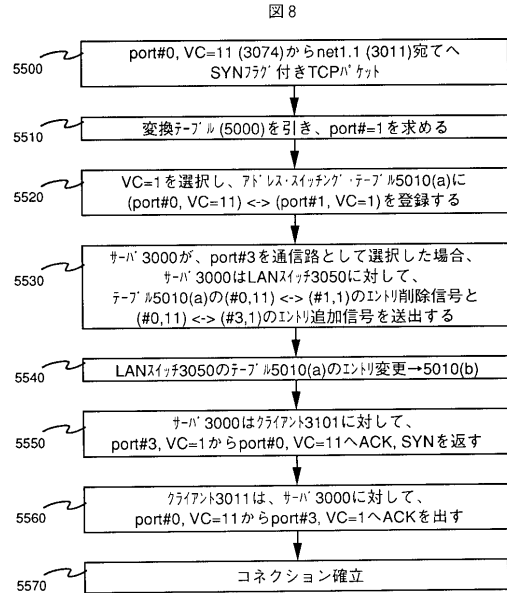 図8
5500
port#0, VC=11 (3074)からnet1.1 (3011)宛てへ
SYNﾌﾗｸﾞ付きTCPﾊﾟｹｯﾄ
5510
変換ﾃｰﾌﾞﾙ(5000)を引き、port#=1を求める
5520
VC=1を選択し、ｱﾄﾞﾚｽ･ｽｲｯﾁﾝｸﾞ･ﾃｰﾌﾞﾙ5010(a)に
(port#0, VC=11) <-> (port#1, VC=1)を登録する
5530
ｻｰﾊﾞ3000が、port#3を通信路として選択した場合、
ｻｰﾊﾞ3000はLANｽｲｯﾁ3050に対して、
ﾃｰﾌﾞﾙ5010(a)の(#0,11) <-> (#1,1)のｴﾝﾄﾘ削除信号と
(#0,11) <-> (#3,1)のｴﾝﾄﾘ追加信号を送出する
5540
LANｽｲｯﾁ3050のﾃｰﾌﾞﾙ5010(a)のｴﾝﾄﾘ変更→5010(b)
5550
ｻｰﾊﾞ3000はｸﾗｲｱﾝﾄ3101に対して、
port#3, VC=1からport#0, VC=11へACK, SYNを返す
5560
ｸﾗｲｱﾝﾄ3011は、ｻｰﾊﾞ3000に対して、
port#0, VC=11からport#3, VC=1へACKを出す
5570
コネクション確立